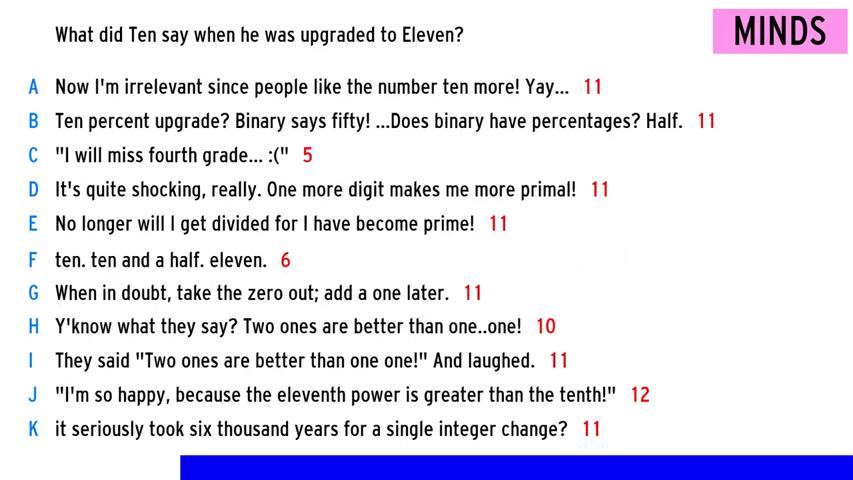 What did Ten say when he was upgraded to Eleven?
MINDS
A Now I'm irrelevant since people like the number ten more! Yay... 11
B Ten percent upgrade? Binary says fifty! ...Does binary have percentages? Half. 11
C "I will miss fourth grade... :(" 5
D It's quite shocking, really. One more digit makes me more primal! 11
E No longer will I get divided for I have become prime! 11
F ten. ten and a half. eleven. 6
G When in doubt, take the zero out; add a one later. 11
H Y'know what they say? Two ones are better than one..one! 10
I They said "Two ones are better than one one!" And laughed. 11
J "I'm so happy, because the eleventh power is greater than the tenth!" 12
K it seriously took six thousand years for a single integer change? 11